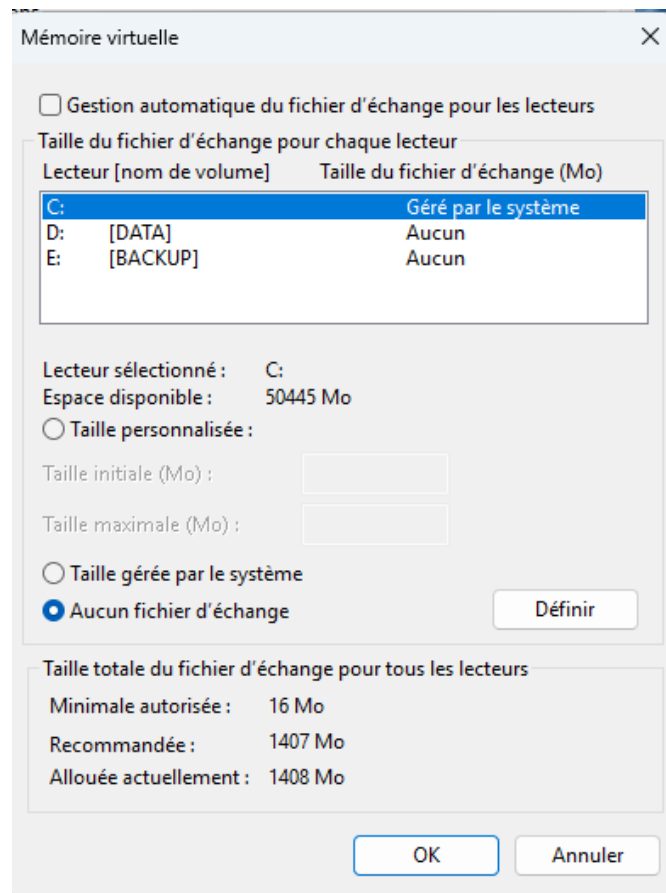 Mémoire virtuelle
Gestion automatique du fichier d'échange pour les lecteurs
Taille du fichier d'échange pour chaque lecteur
Lecteur [nom de volume] Taille du fichier d'échange (Mo)
C: Géré par le système
D: [DATA] Aucun
E: [BACKUP] Aucun
Lecteur sélectionné : C:
Espace disponible : 50445 Mo
Taille personnalisée :
Taille initiale (Mo) :
Taille maximale (Mo) :
Taille gérée par le système
Aucun fichier d'échange Définir
Taille totale du fichier d'échange pour tous les lecteurs
Minimale autorisée : 16 Mo
Recommandée : 1407 Mo
Allouée actuellement : 1408 Mo
OK Annuler